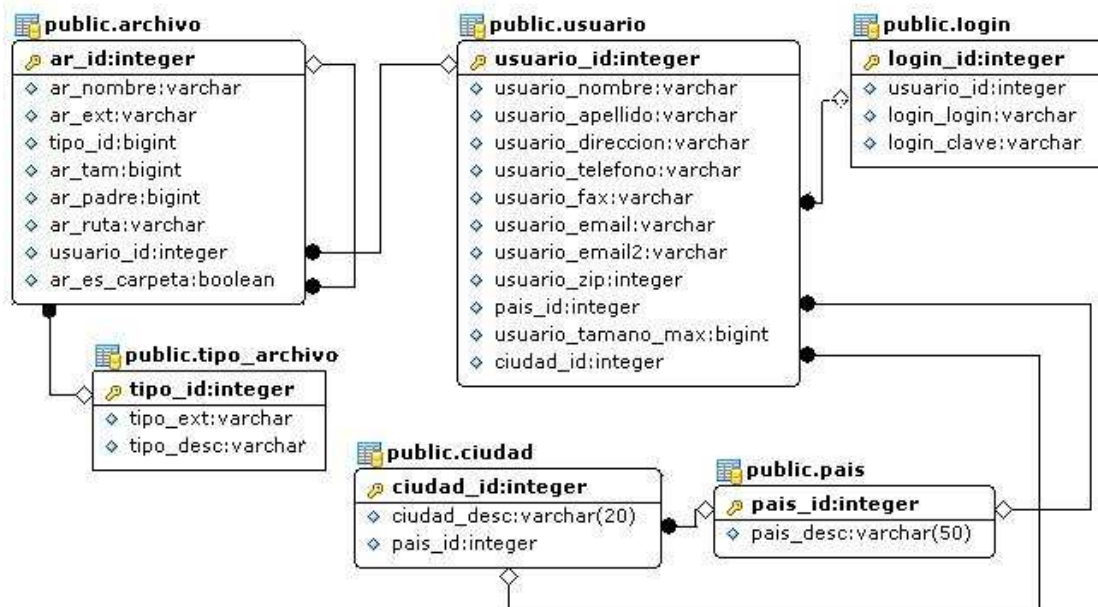 public.archivo
ar_id:integer
ar_nombre:varchar
ar_ext:varchar
tipo_id:bigint
ar_tam:bigint
ar_padre:bigint
ar_ruta:varchar
usuario_id:integer
ar_es_carpeta:boolean
public.usuario
usuario_id:integer
usuario_nombre:varchar
usuario_apellido:varchar
usuario_direccion:varchar
usuario_telefono:varchar
usuario_fax:varchar
usuario_email:varchar
usuario_email2:varchar
usuario_zip:integer
pais_id:integer
usuario_tamano_max:bigint
ciudad_id:integer
public.login
login_id:integer
usuario_id:integer
login_login:varchar
login_clave:varchar
public.tipo_archivo
tipo_id:integer
tipo_ext:varchar
tipo_desc:varchar
public.ciudad
ciudad_id:integer
ciudad_desc:varchar(20)
pais_id:integer
public.pais
pais_id:integer
pais_desc:varchar(50)